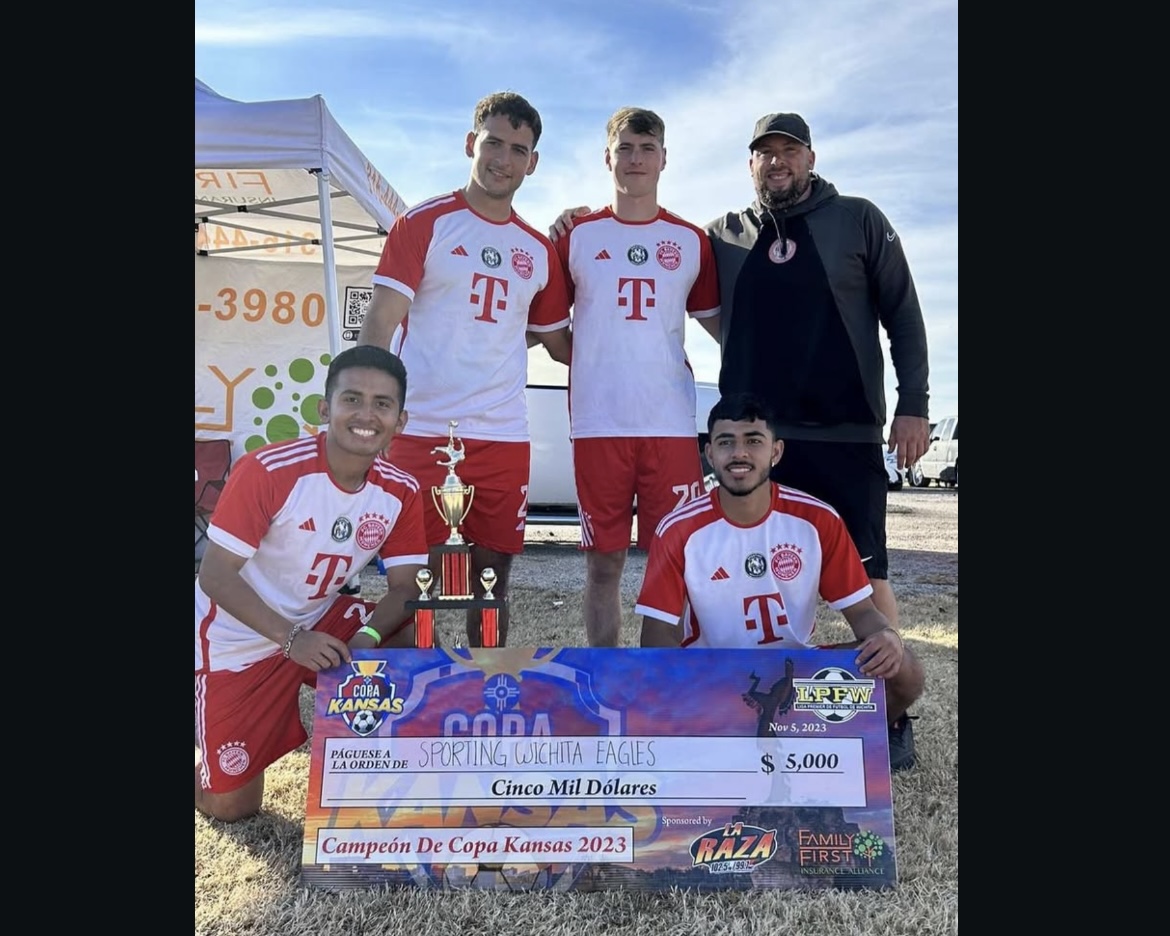 -3980
T
T
T
T
COPA
KANSAS
LPFW
LIGA PREMIER DE FUTBOL DE WICHITA
Nov 5, 2023
COPA
KANSAS
PÁGUESE A
LA ORDEN DE
SPORTING WICHITA EAGLES
$ 5,000
Cinco Mil Dólares
Campeón De Copa Kansas 2023
Sponsored by
LA
RAZA
FAMILY
FIRST
INSURANCE ALLIANCE